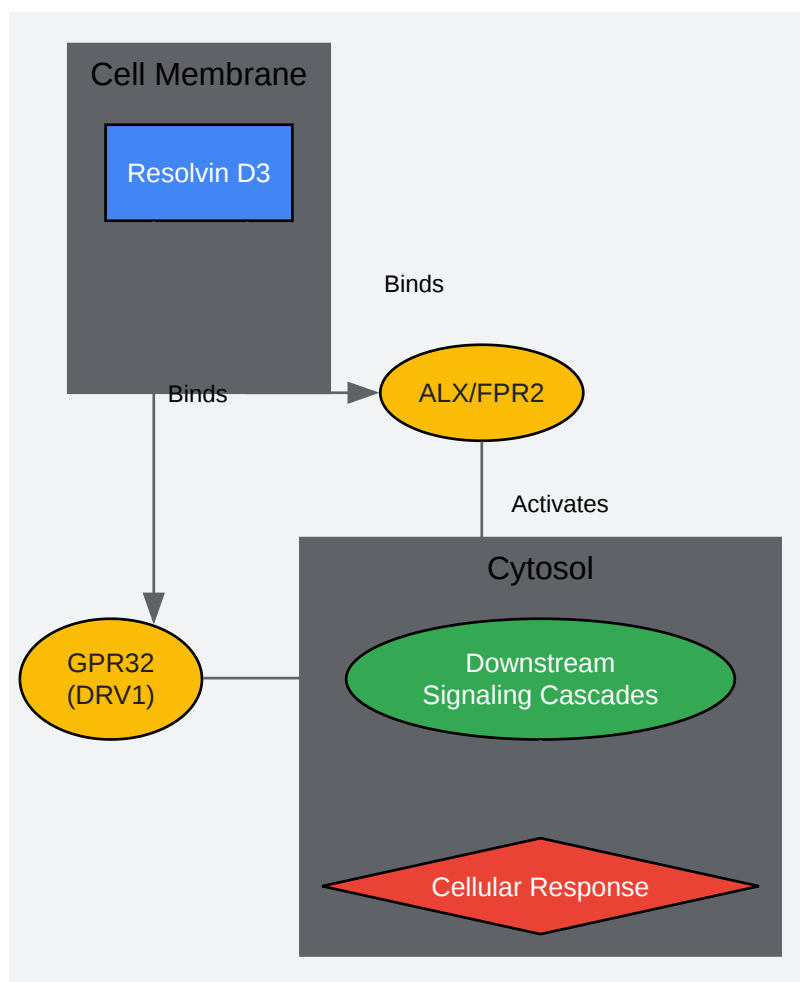 Cell Membrane
Resolvin D3
Binds
Binds
ALX/FPR2
Activates
Cytosol
GPR32
(DRV1)
Downstream
Signaling Cascades
Cellular Response